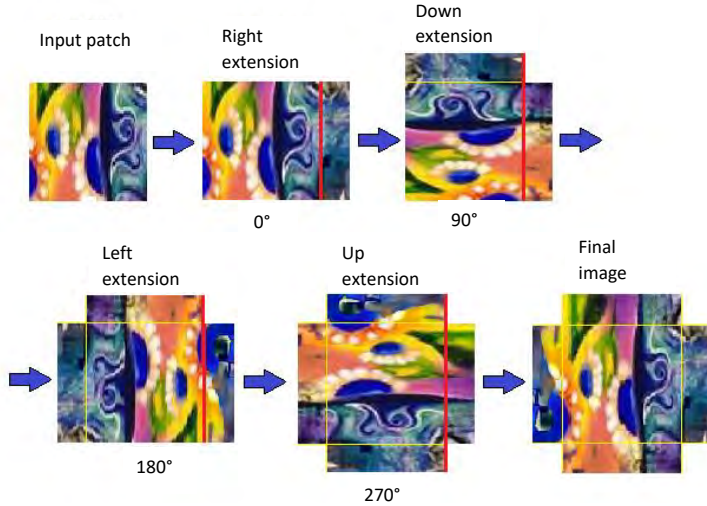 Input patch
Right
extension
Down
extension
0°
90°
Left
extension
Up
extension
Final
image
180°
270°